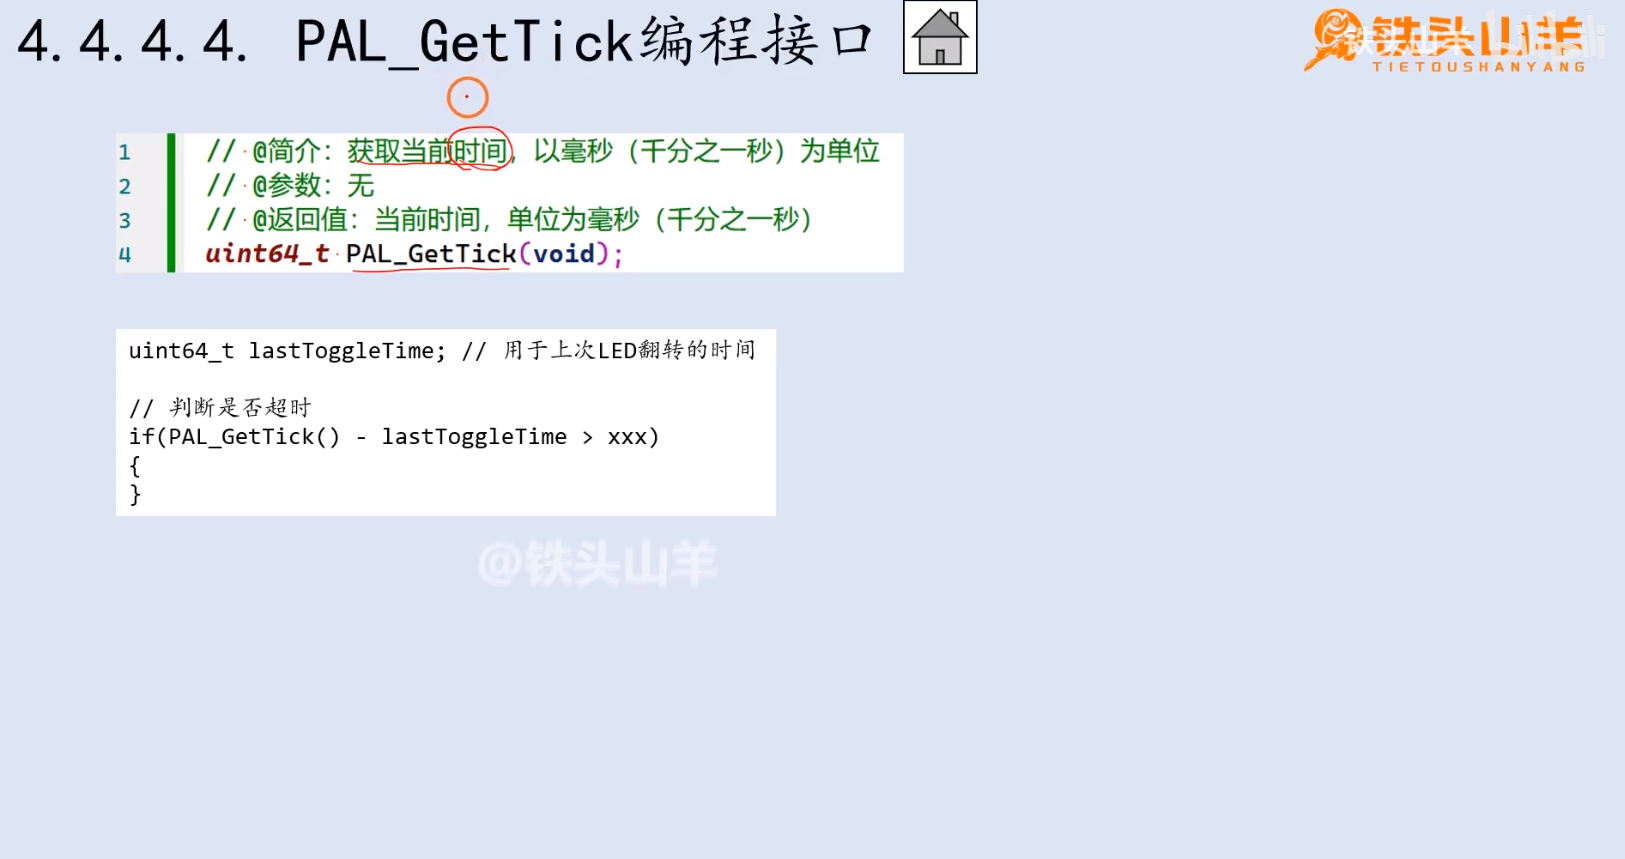 4.4.4.4. PAL_GetTick编程接口
铁头山羊
TIETOUSHANYANG
1 // @简介：获取当前时间，以毫秒（千分之一秒）为单位
2 // @参数：无
3 // @返回值：当前时间，单位为毫秒（千分之一秒）
4 uint64_t PAL_GetTick(void);
uint64_t lastToggleTime; // 用于上次LED翻转的时间
// 判断是否超时
if(PAL_GetTick() - lastToggleTime > xxx)
{
}
@铁头山羊